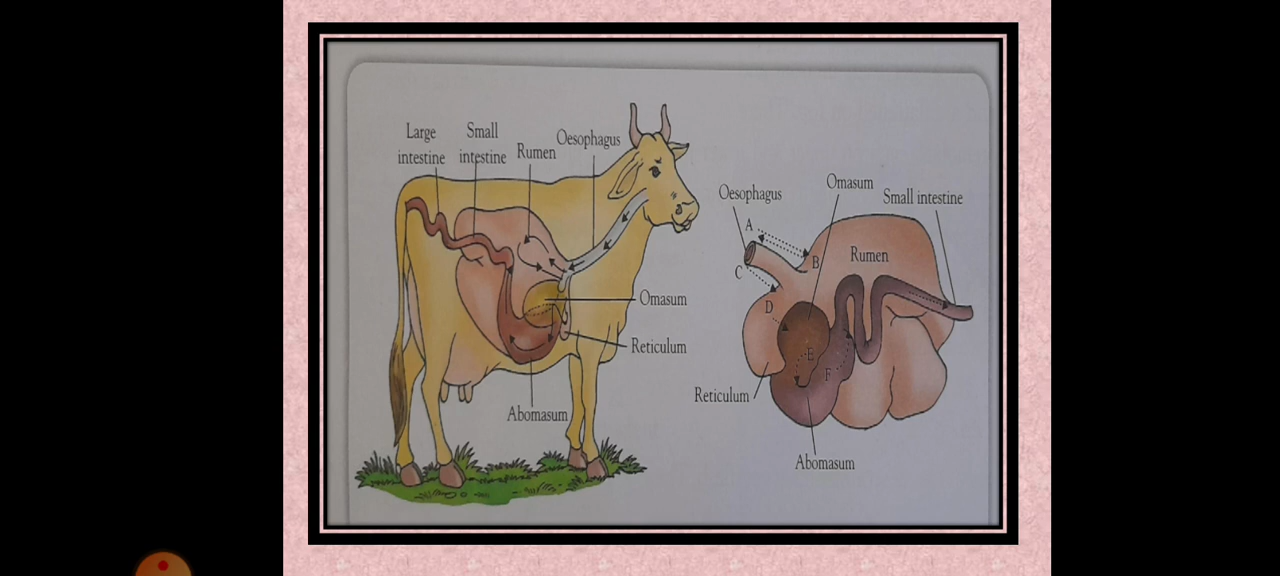 Large
intestine
Small
intestine
Rumen
Oesophagus
Omasum
Reticulum
Abomasum
Oesophagus
Omasum
Small intestine
A
B
Rumen
C
D
E
F
Reticulum
Abomasum